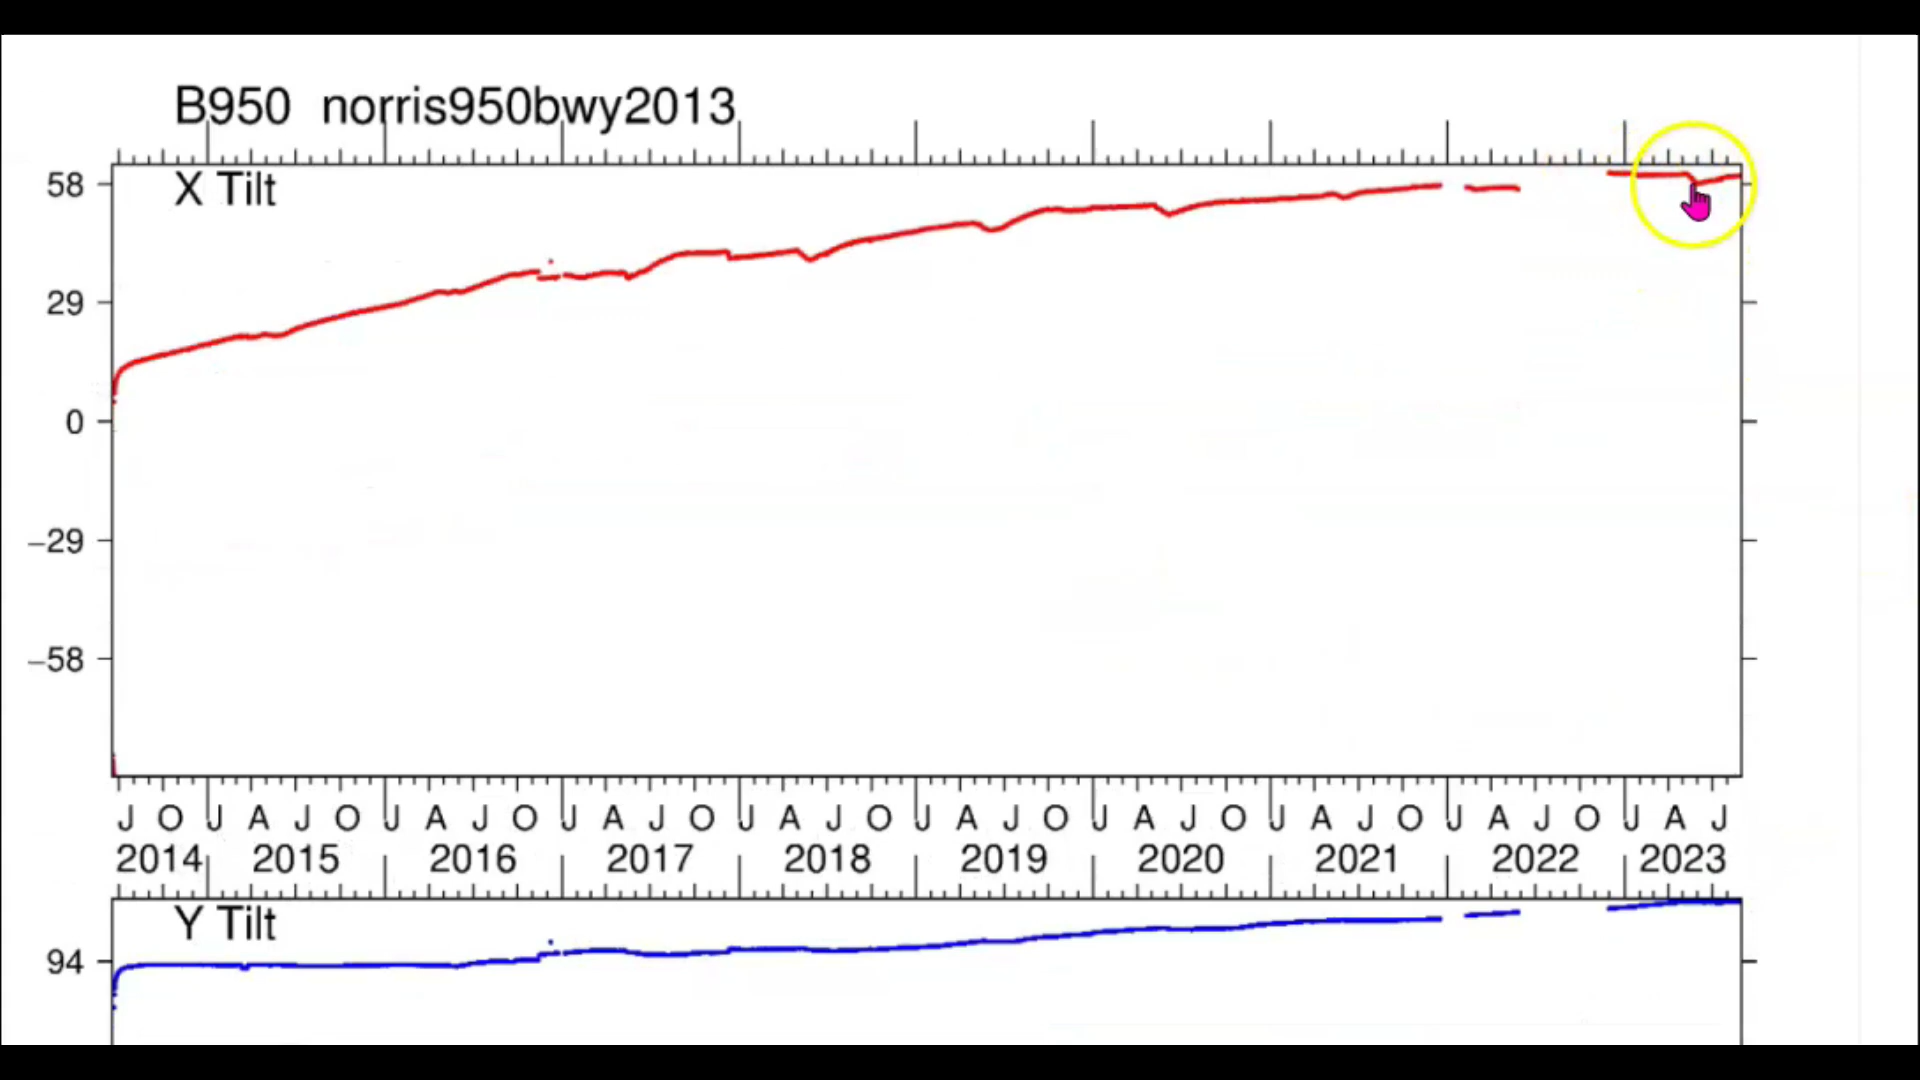 B950 norris950bwy2013
X Tilt
58
29
0
−29
−58
J O J A J O J A J O J A J O J A J O J A J O J A J O J A J O J A J O J A J
2014 2015 2016 2017 2018 2019 2020 2021 2022 2023
Y Tilt
94